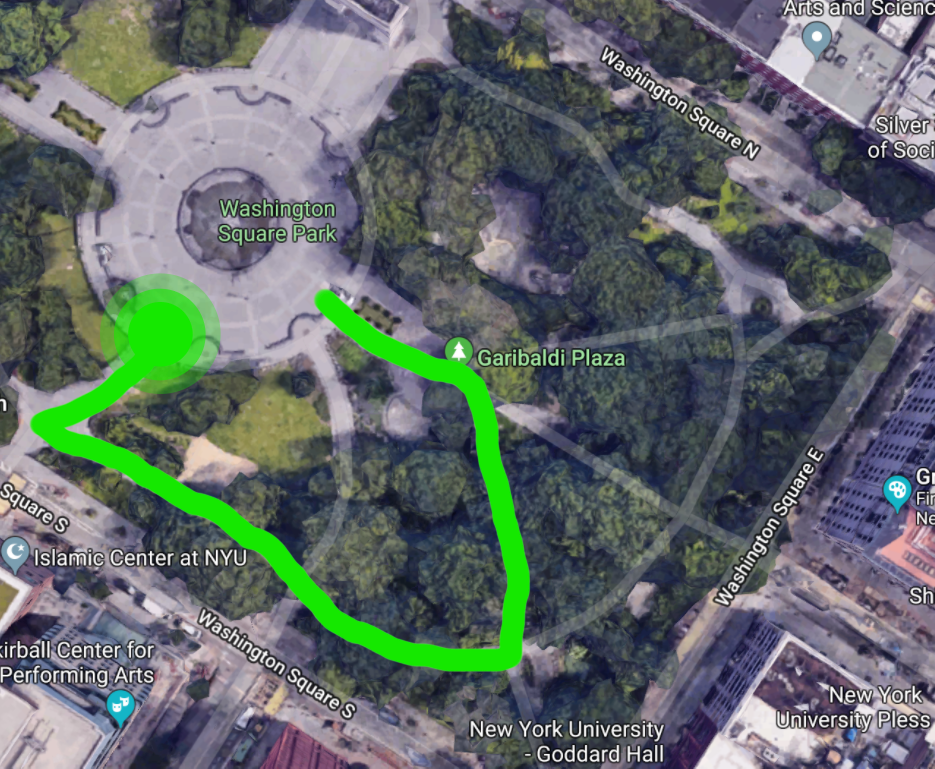 Arts and Scienc
Washington Square N
Silver
of Soci
Washington
Square Park
Garibaldi Plaza
n
Gr
Fir
Ne
Square S
Washington Square E
Islamic Center at NYU
Sh
Washington Square S
kirball Center for
Performing Arts
New York
University Pless
New York University
- Goddard Hall